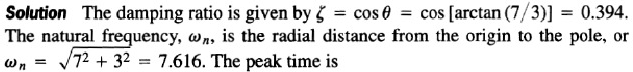 Solution The damping ratio is given by ζ = cos θ = cos [arctan (7/3)] = 0.394.
The natural frequency, ωn, is the radial distance from the origin to the pole, or
ωn = √7² + 3² = 7.616. The peak time is